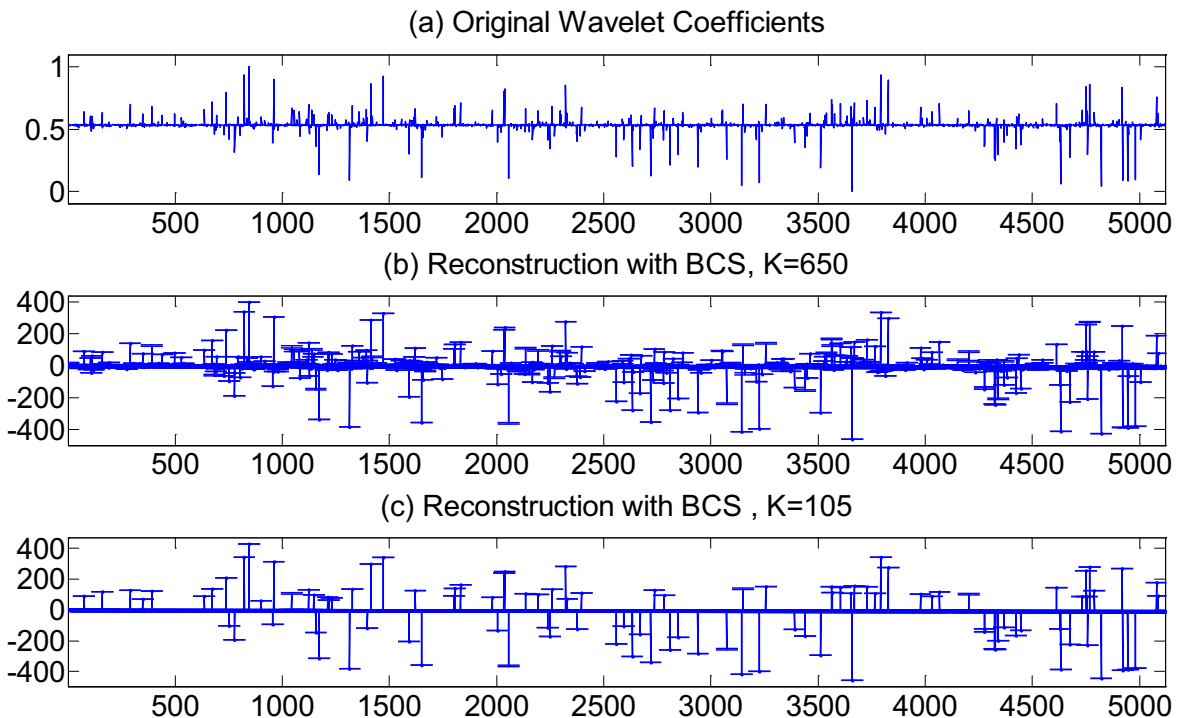 (a) Original Wavelet Coefficients
1
0.5
0
500 1000 1500 2000 2500 3000 3500 4000 4500 5000
(b) Reconstruction with BCS, K=650
400
200
0
-200
-400
500 1000 1500 2000 2500 3000 3500 4000 4500 5000
(c) Reconstruction with BCS , K=105
400
200
0
-200
-400
500 1000 1500 2000 2500 3000 3500 4000 4500 5000